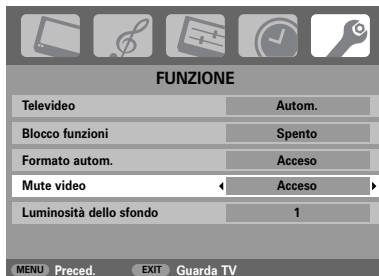 FUNZIONE
Televideo Autom.
Blocco funzioni Spento
Formato autom. Acceso
Mute video Acceso
Luminosità dello sfondo 1
MENU Preced. EXIT Guarda TV